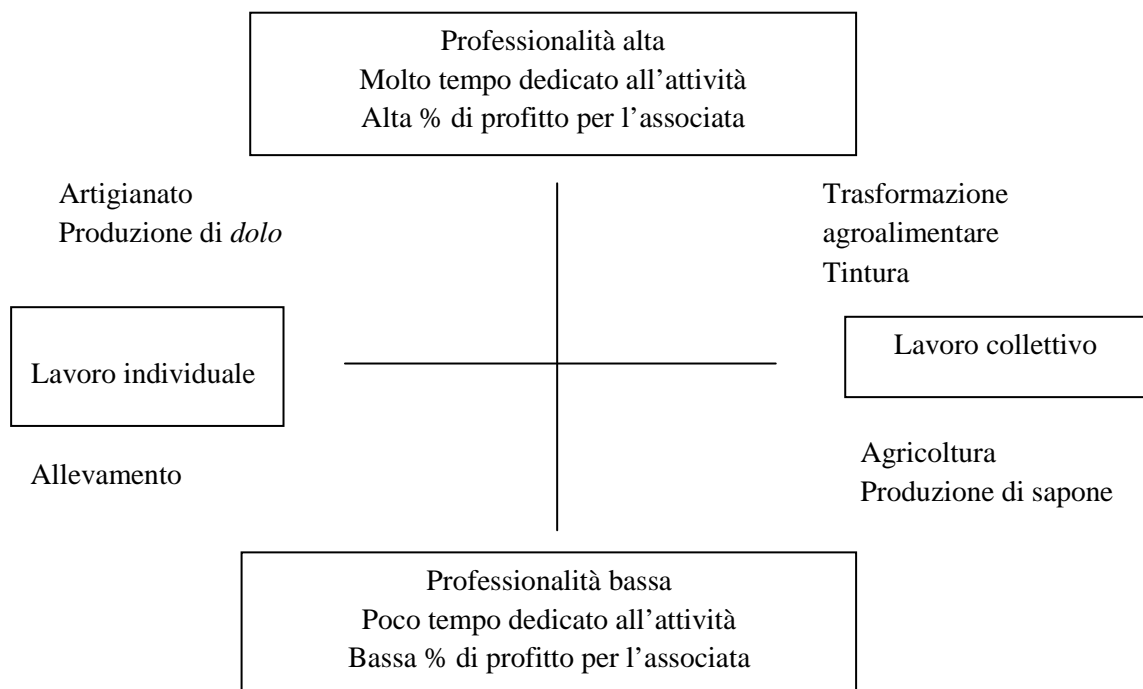 Professionalità alta
Molto tempo dedicato all’attività
Alta % di profitto per l’associata
Artigianato
Produzione di dolo
Trasformazione
agroalimentare
Tintura
Lavoro individuale
Lavoro collettivo
Allevamento
Agricoltura
Produzione di sapone
Professionalità bassa
Poco tempo dedicato all’attività
Bassa % di profitto per l’associata